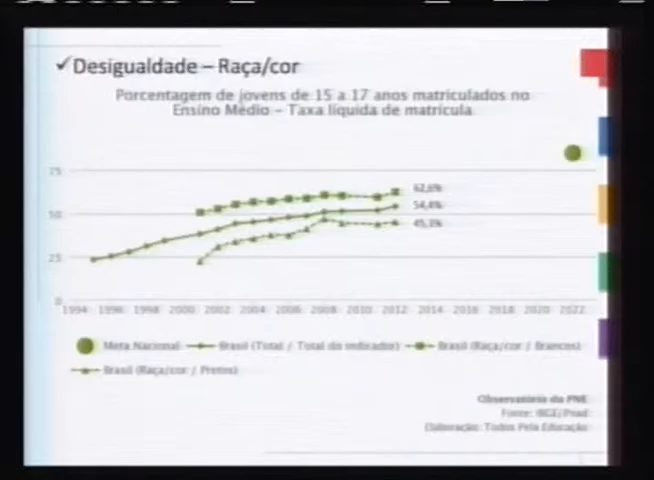 ✓Desigualdade – Raça/cor
Porcentagem de jovens de 15 a 17 anos matriculados no
Ensino Médio – Taxa líquida de matrícula
75
62,6%
50
54,4%
45,3%
25
0
1994 1996 1998 2000 2002 2004 2006 2008 2010 2012 2014 2016 2018 2020 2022
Meta Nacional Brasil (Total / Total do indicador) Brasil (Raça/cor / Brancos)
Brasil (Raça/cor / Pretos)
Observatório do PNE
Fonte: IBGE/Pnad
Elaboração: Todos Pela Educação